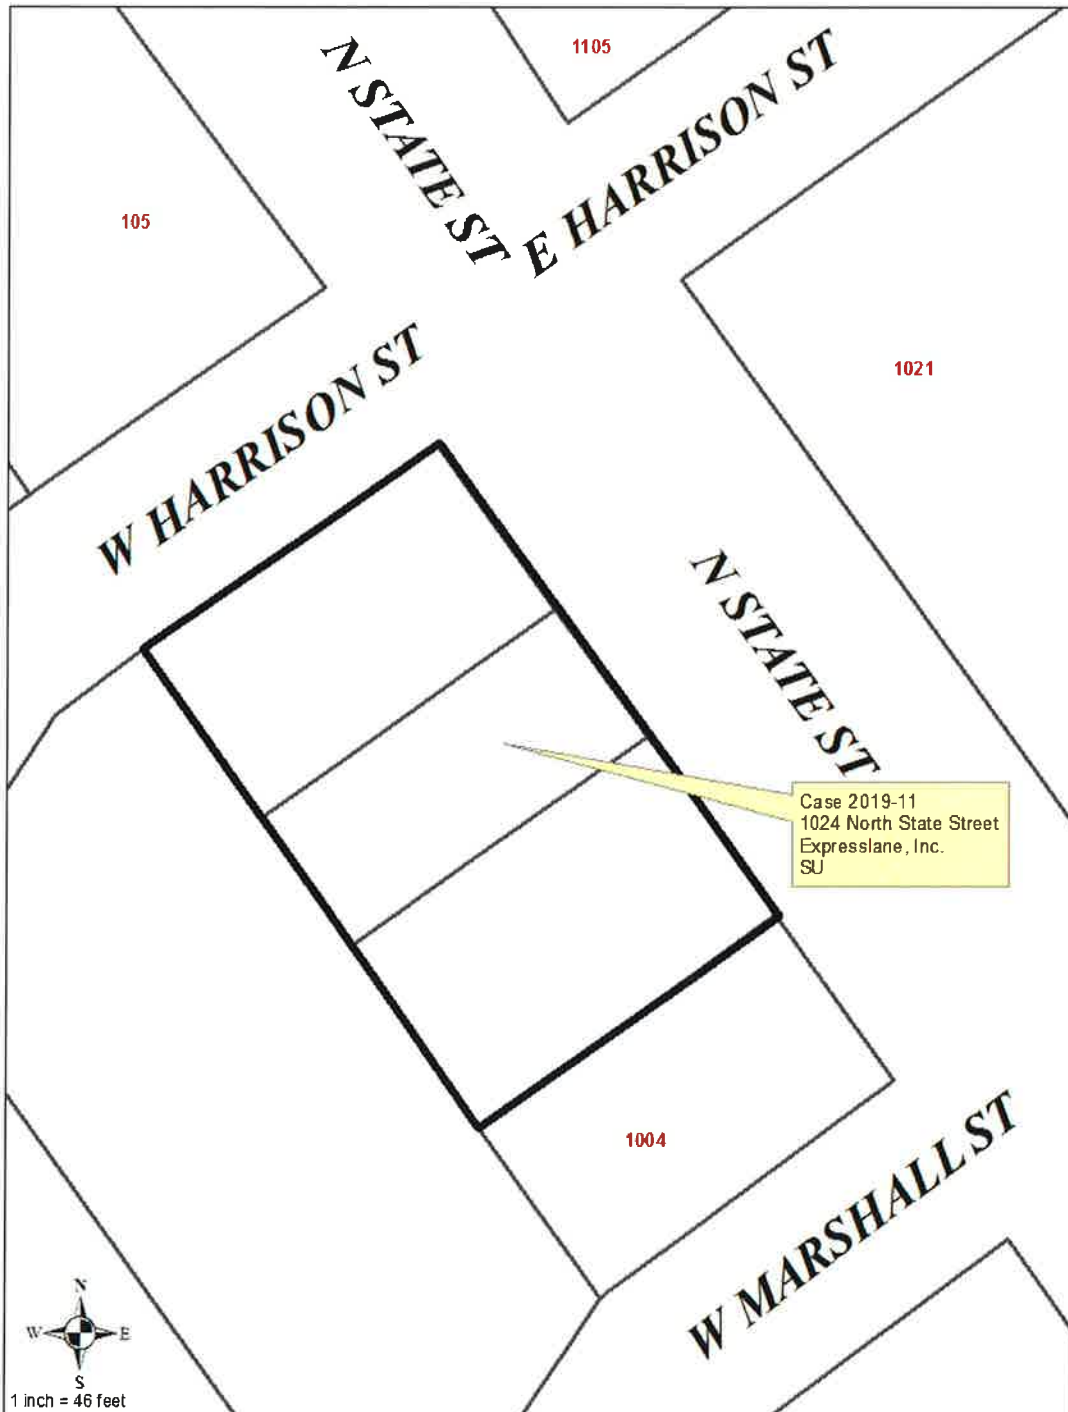 1105
N STATE ST
E HARRISON ST
105
W HARRISON ST
1021
N STATE ST
Case 2019-11
1024 North State Street
Expresslane, Inc.
SU
1004
W MARSHALL ST
N
W E
S
1 inch = 46 feet